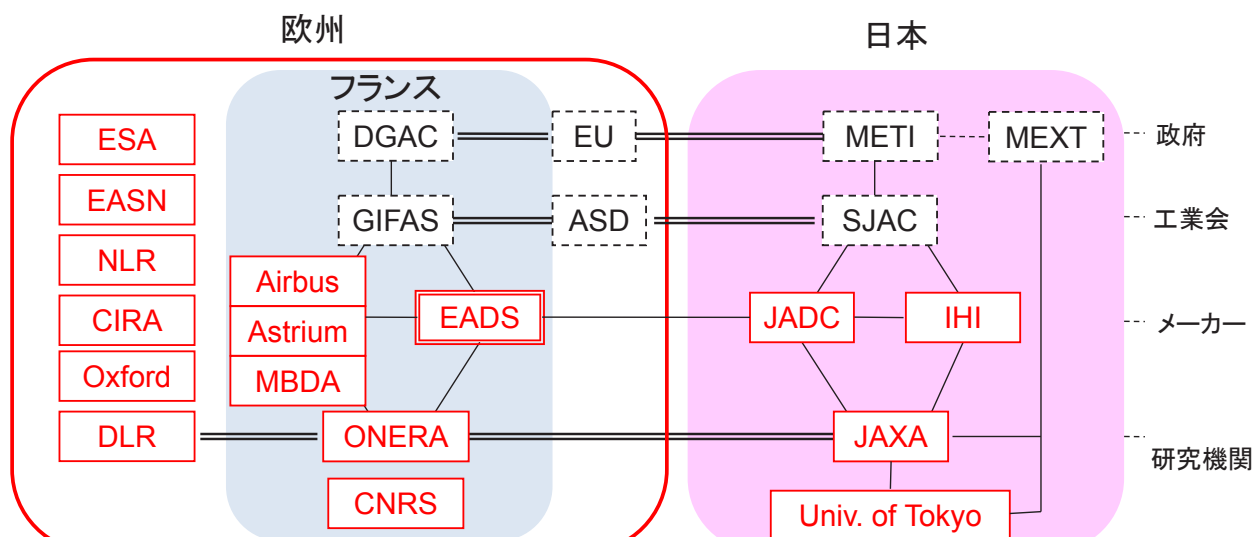 欧州
日本
フランス
ESA
DGAC
EU
METI
MEXT
政府
EASN
GIFAS
ASD
SJAC
工業会
NLR
Airbus
CIRA
Astrium
EADS
JADC
IHI
メーカー
Oxford
MBDA
DLR
ONERA
JAXA
研究機関
CNRS
Univ. of Tokyo